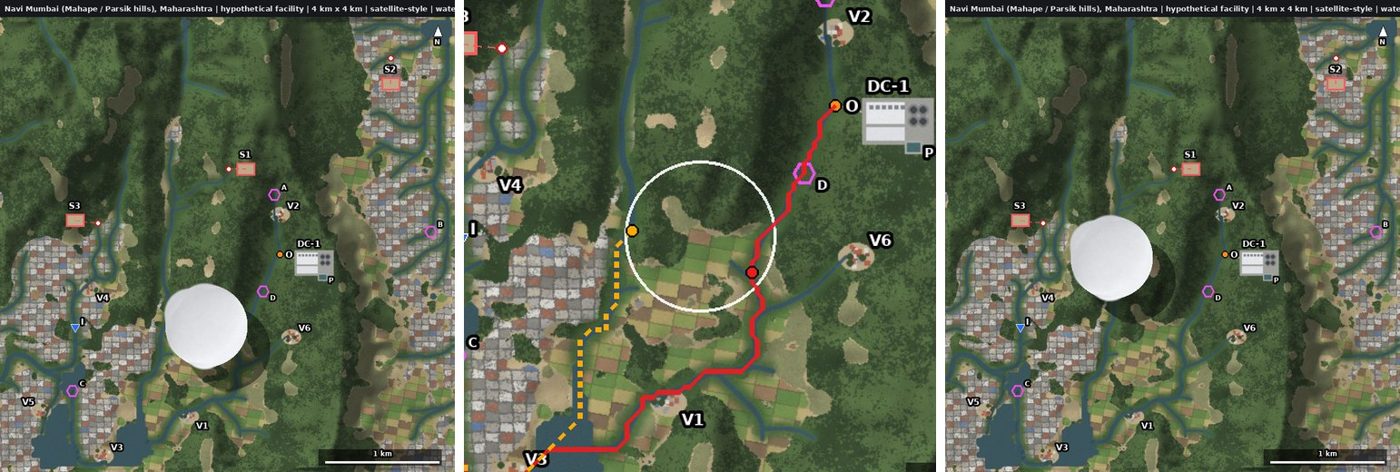 Navi Mumbai (Mahape / Parsik hills), Maharashtra | hypothetical facility | 4 km x 4 km | satellite-style | wate
N
S2
S1
A
S3
V2
B
DC-1
O
P
V4
D
I
V6
C
V5
V1
V3
1 km
3
V2
DC-1
O
P
V4
D
I
V6
C
V1
V3
Navi Mumbai (Mahape / Parsik hills), Maharashtra | hypothetical facility | 4 km x 4 km | satellite-style | wate
N
S2
S1
A
S3
V2
B
DC-1
O
P
V4
D
I
V6
C
V5
V1
V3
1 km